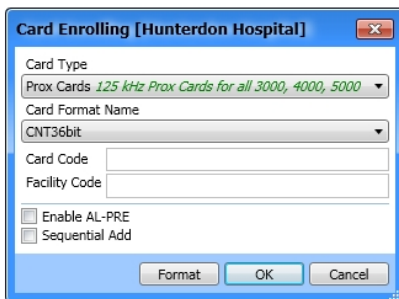 Card Enrolling [Hunterdon Hospital]
Card Type
Prox Cards 125 kHz Prox Cards for all 3000, 4000, 5000
Card Format Name
CNT36bit
Card Code
Facility Code
Enable AL-PRE
Sequential Add
Format OK Cancel